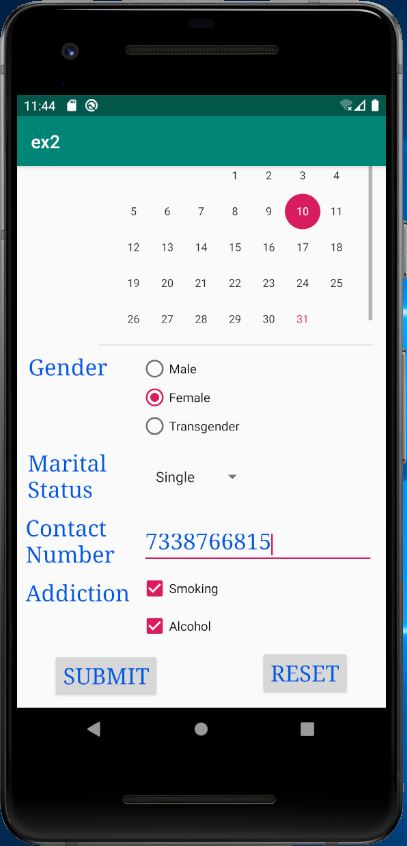 11:44
ex2
1 2 3 4
5 6 7 8 9 10 11
12 13 14 15 16 17 18
19 20 21 22 23 24 25
26 27 28 29 30 31
Gender
Male
Female
Transgender
Marital
Status
Single
Contact
Number
7338766815
Addiction
Smoking
Alcohol
SUBMIT
RESET